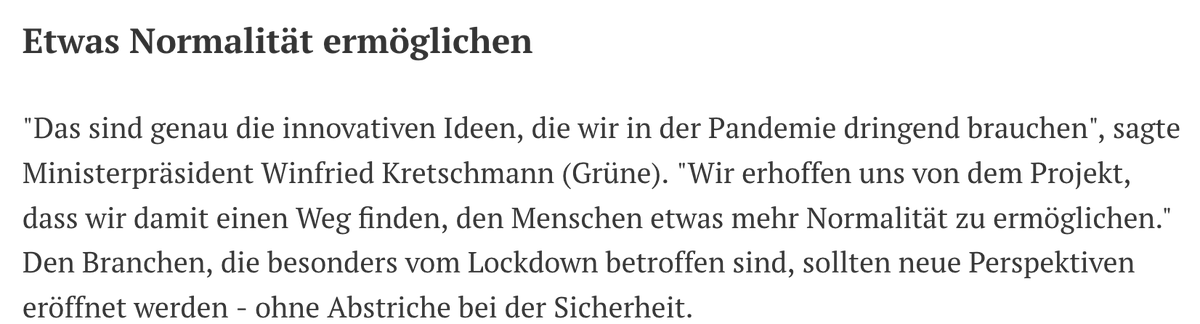 Etwas Normalität ermöglichen
"Das sind genau die innovativen Ideen, die wir in der Pandemie dringend brauchen", sagte
Ministerpräsident Winfried Kretschmann (Grüne). "Wir erhoffen uns von dem Projekt,
dass wir damit einen Weg finden, den Menschen etwas mehr Normalität zu ermöglichen."
Den Branchen, die besonders vom Lockdown betroffen sind, sollten neue Perspektiven
eröffnet werden - ohne Abstriche bei der Sicherheit.